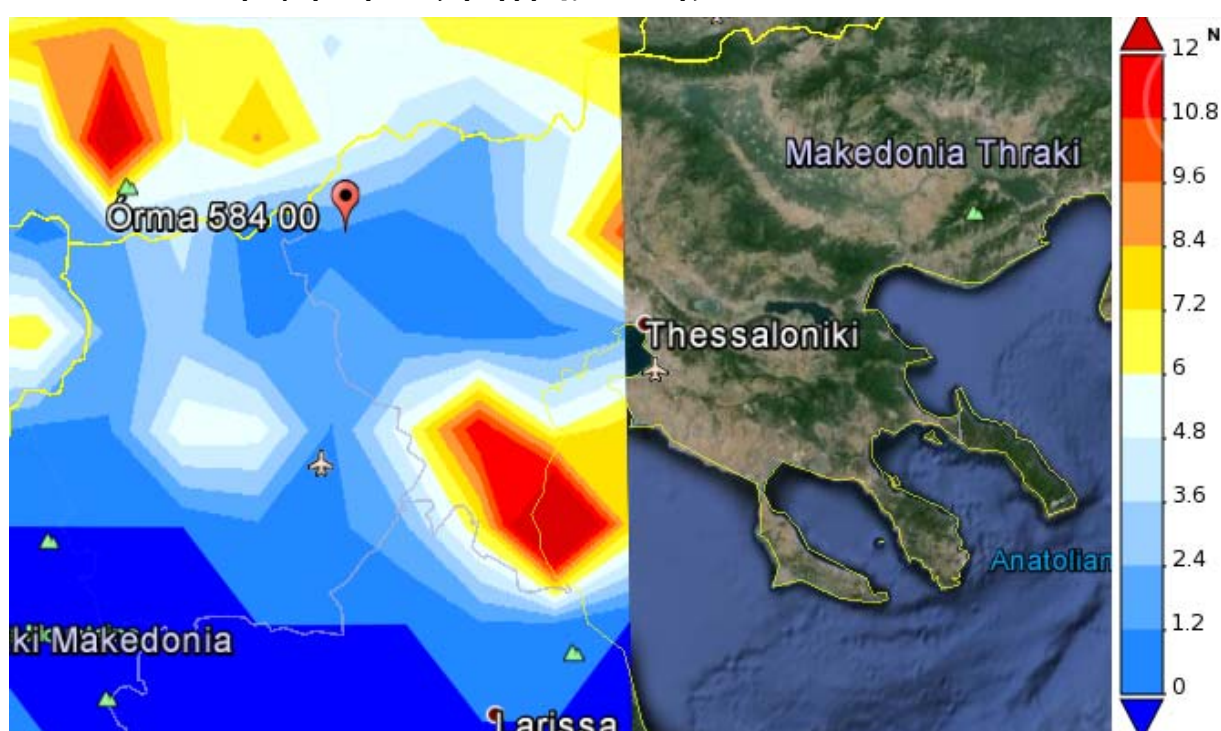 12
N
10.8
Makedonia Thraki
9.6
Órma 584 00
8.4
7.2
Thessaloniki
6
4.8
3.6
2.4
Anatolian
1.2
ki Makedonia
0
Larissa